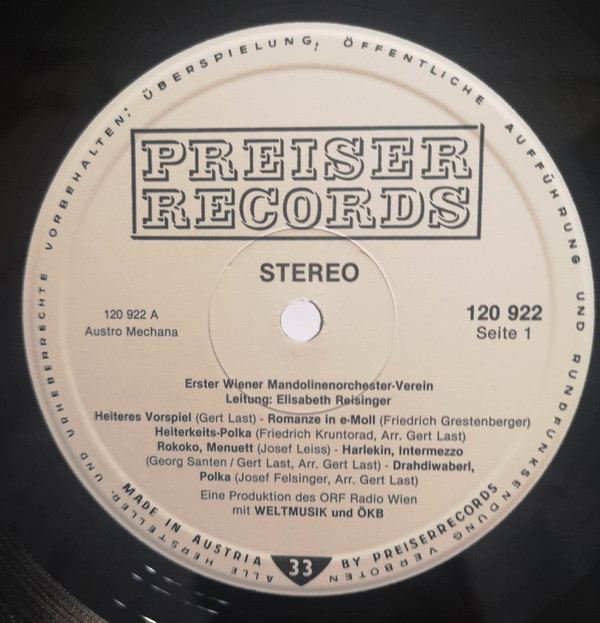 PREISER
RECORDS
STEREO
120 922 A
Austro Mechana
120 922
Seite 1
Erster Wiener Mandolinenorchester-Verein
Leitung: Elisabeth Reisinger
Heiteres Vorspiel (Gert Last) - Romanze in e-Moll (Friedrich Grestenberger)
Heiterkeits-Polka (Friedrich Kruntorad, Arr. Gert Last)
Rokoko, Menuett (Josef Leiss) - Harlekin, Intermezzo
(Georg Santen / Gert Last, Arr. Gert Last) - Drahdiwaberl,
Polka (Josef Felsinger, Arr. Gert Last)
Eine Produktion des ORF Radio Wien
mit WELTMUSIK und ÖKB
MADE IN AUSTRIA
33
BY PREISERRECORDS
ALLE HERSTELLER- UND URHEBERRECHTE VORBEHALTEN; ÜBERSPIELUNG; ÖFFENTLICHE AUFFÜHRUNG UND RUNDFUNKSENDUNG VERBOTEN